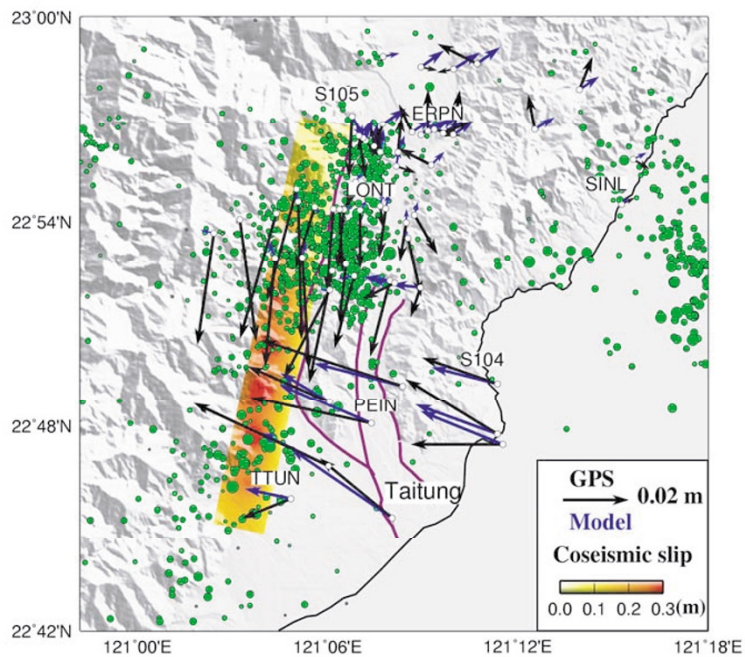 23°00'N
S105
ERPN
LONT
SINL
22°54'N
S104
22°48'N
PEIN
TTUN
Taitung
GPS
0.02 m
Model
Coseismic slip
0.0 0.1 0.2 0.3(m)
22°42'N
121°00'E 121°06'E 121°12'E 121°18'E